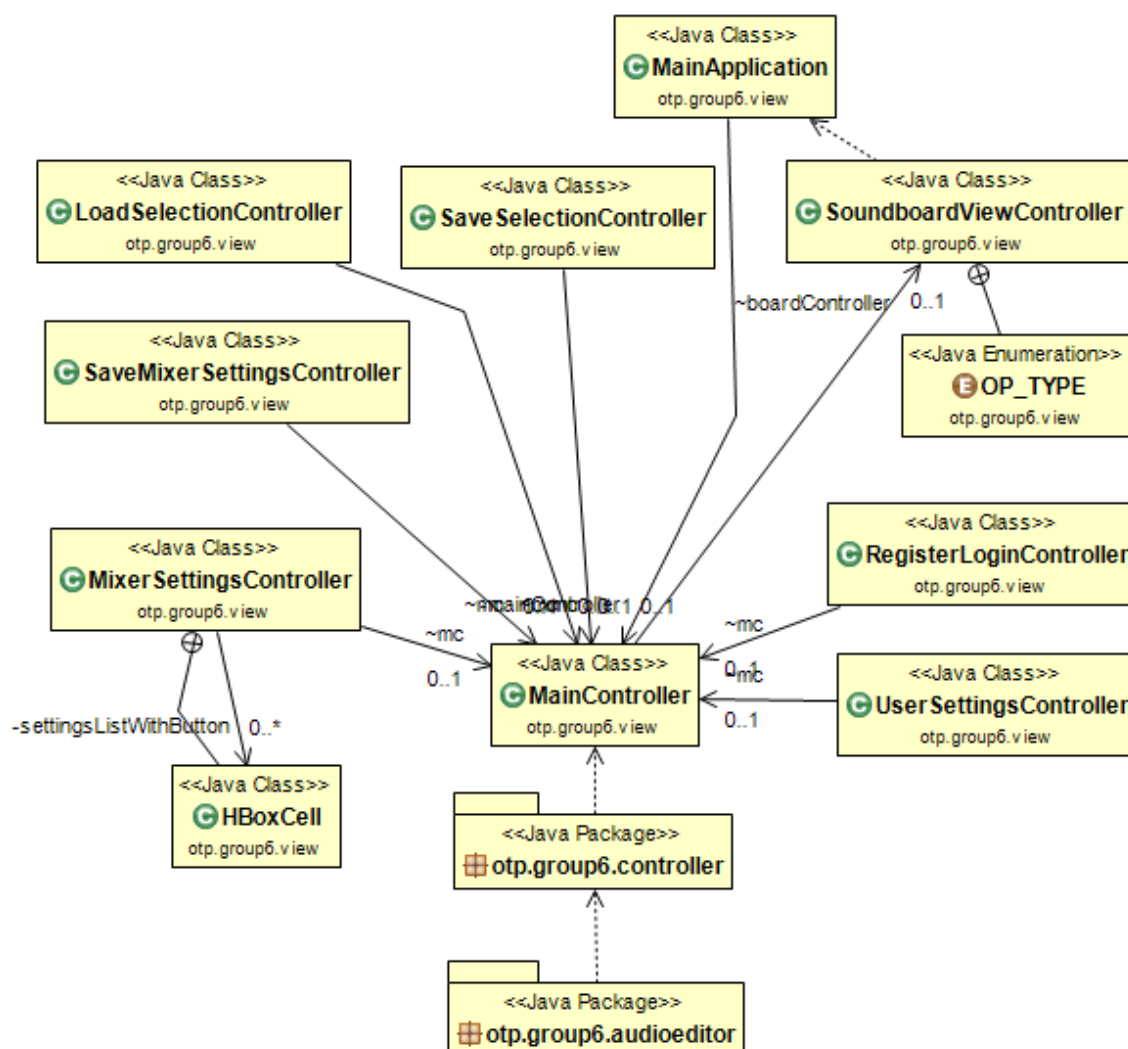 <<Java Class>>
MainApplication
otp.group6.view
<<Java Class>>
LoadSelectionController
otp.group6.view
<<Java Class>>
SaveSelectionController
otp.group6.view
<<Java Class>>
SoundboardViewController
otp.group6.view
~boardController
0..1
<<Java Class>>
SaveMixerSettingsController
otp.group6.view
<<Java Enumeration>>
OP_TYPE
otp.group6.view
<<Java Class>>
RegisterLoginController
otp.group6.view
<<Java Class>>
MixerSettingsController
otp.group6.view
0..1
~mc
0..1
~mc
0..1
<<Java Class>>
MainController
otp.group6.view
~mc
0..1
<<Java Class>>
UserSettingsController
otp.group6.view
-settingsListWithButton
0..*
<<Java Class>>
HBoxCell
otp.group6.view
<<Java Package>>
otp.group6.controller
<<Java Package>>
otp.group6.audioeditor